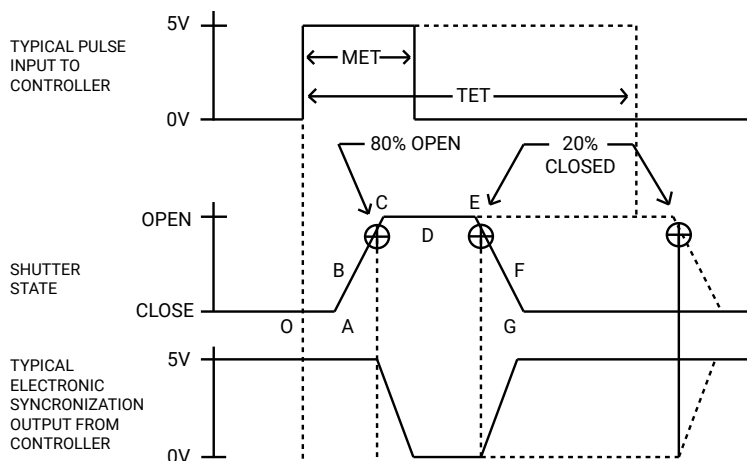 5V
TYPICAL PULSE
INPUT TO
CONTROLLER
MET
TET
0V
80% OPEN
20%
CLOSED
C
E
OPEN
D
B
F
SHUTTER
STATE
CLOSE
O
A
G
5V
TYPICAL
ELECTRONIC
SYNCRONIZATION
OUTPUT FROM
CONTROLLER
0V